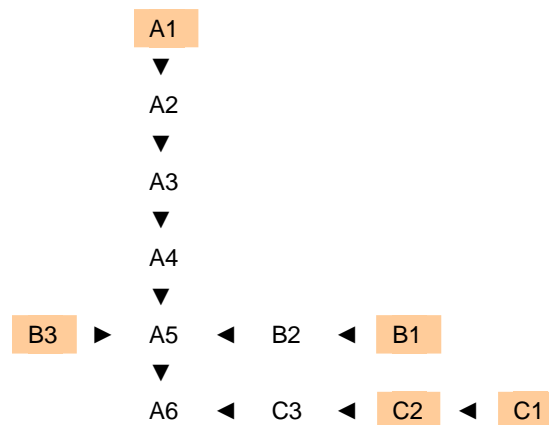 A1
▼
A2
▼
A3
▼
A4
▼
B3 ► A5 ◄ B2 ◄ B1
▼
A6 ◄ C3 ◄ C2 ◄ C1